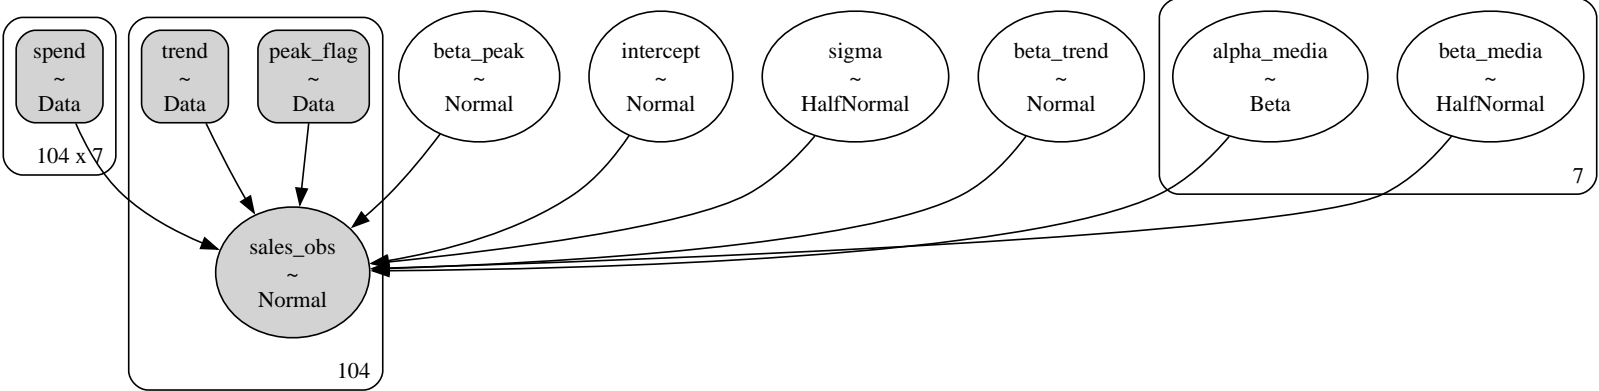 spend
~
Data
104 x 7
trend
~
Data
peak_flag
~
Data
beta_peak
~
Normal
intercept
~
Normal
sigma
~
HalfNormal
beta_trend
~
Normal
alpha_media
~
Beta
beta_media
~
HalfNormal
7
sales_obs
~
Normal
104